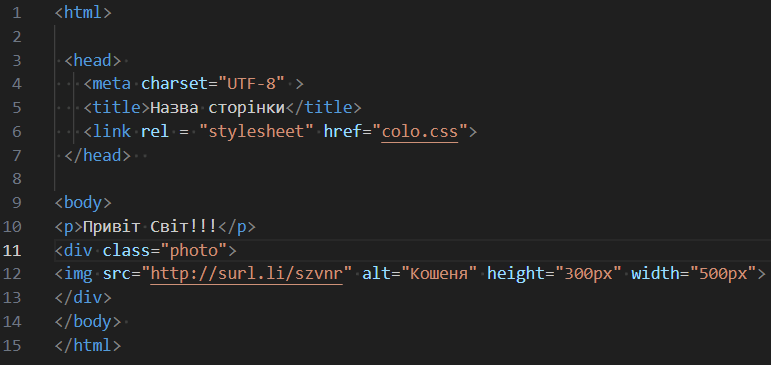 1 <html>
2
3 <head>
4 <meta charset="UTF-8" >
5 <title>Назва сторінки</title>
6 <link rel = "stylesheet" href="colo.css">
7 </head>
8
9 <body>
10 <p>Привіт Світ!!!</p>
11 <div class="photo">
12 <img src="http://surl.li/szvnr" alt="Кошеня" height="300px" width="500px">
13 </div>
14 </body>
15 </html>